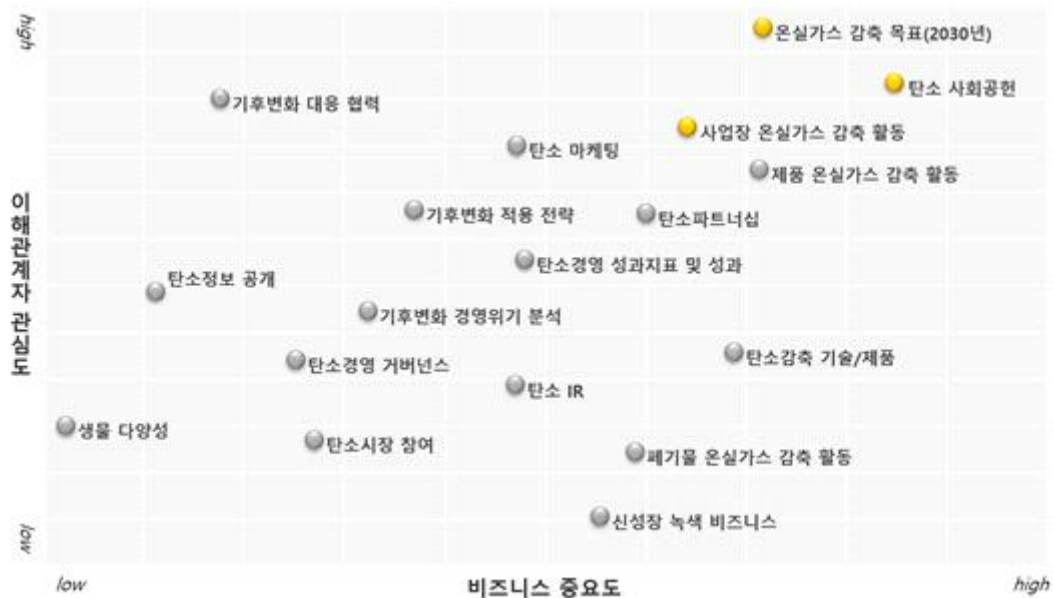 high
온실가스 감축 목표(2030년)
탄소 사회공헌
기후변화 대응 협력
사업장 온실가스 감축 활동
탄소 마케팅
제품 온실가스 감축 활동
기후변화 적용 전략
탄소파트너십
이해관계자 관심도
탄소경영 성과지표 및 성과
탄소정보 공개
기후변화 경영위기 분석
탄소경영 거버넌스
탄소감축 기술/제품
탄소 IR
생물 다양성
탄소시장 참여
폐기물 온실가스 감축 활동
신성장 녹색 비즈니스
low
low
비즈니스 중요도
high